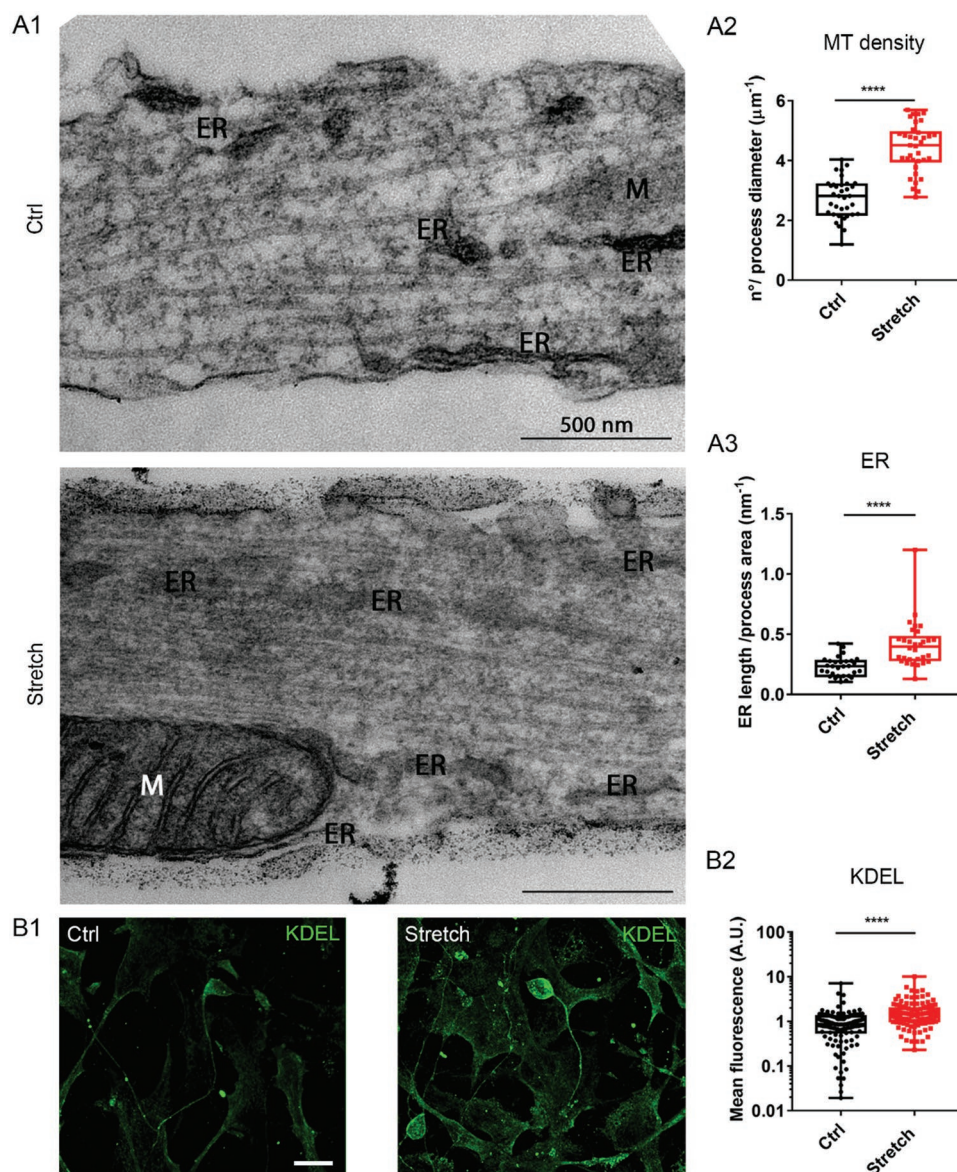 A1
Ctrl
ER
M
ER
ER
ER
500 nm
A2
MT density
****
n°/ process diameter (µm⁻¹)
6
4
2
0
Ctrl
Stretch
Stretch
ER
ER
ER
M
ER
ER
ER
A3
ER
****
ER length /process area (nm⁻¹)
1.5
1.0
0.5
0.0
Ctrl
Stretch
B1
Ctrl
KDEL
Stretch
KDEL
B2
KDEL
****
Mean fluorescence (A.U.)
100
10
1
0.1
0.01
Ctrl
Stretch